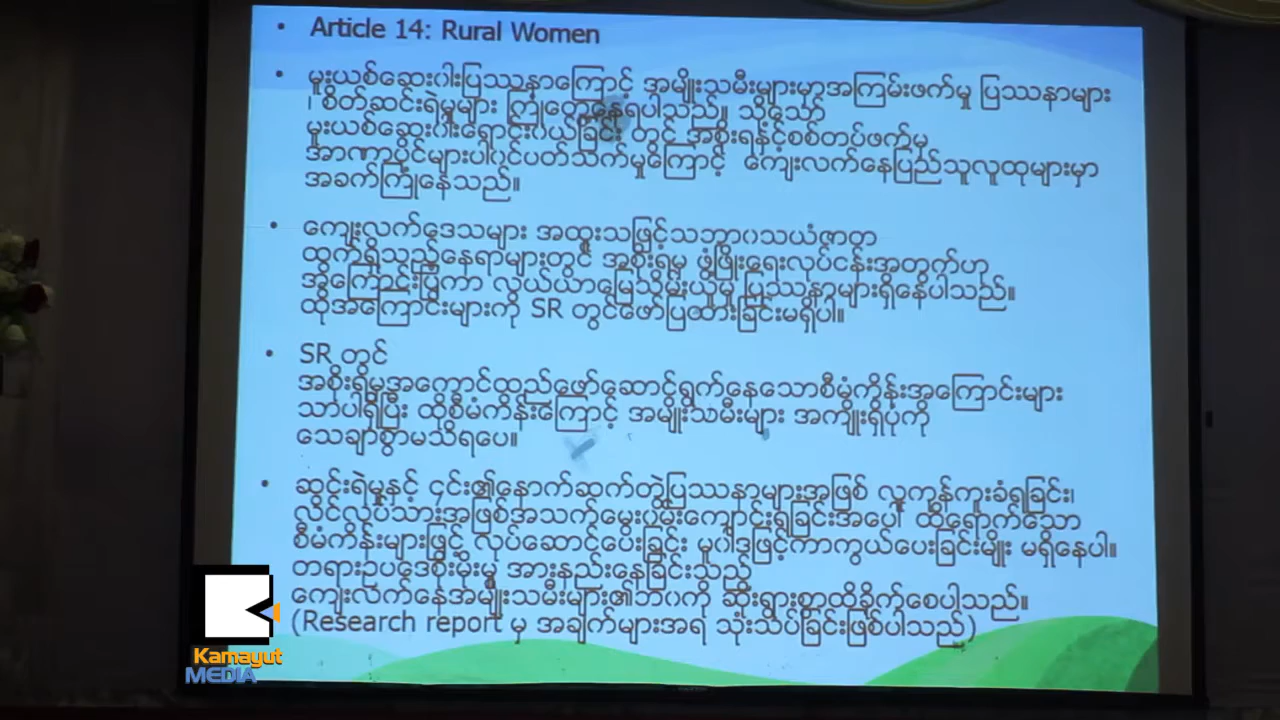 • Article 14: Rural Women
• မူးယစ်ဆေးဝါးပြဿနာကြောင့် အမျိုးသမီးများမှာအကြမ်းဖက်မှု ပြဿနာများ
၊ စိတ်ဆင်းရဲမှုများ ကြုံတွေ့နေရပါသည်။ သို့သော်
မူးယစ်ဆေးဝါးရောင်းဝယ်ခြင်း တွင် အစိုးရနှင့်စစ်တပ်ဖက်မှ
အာဏာပိုင်များပါဝင်ပတ်သက်မှုကြောင့် ကျေးလက်နေပြည်သူလူထုများမှာ
အခက်ကြုံနေသည်။
• ကျေးလက်ဒေသများ အထူးသဖြင့်သဘာဝသယံဇာတ
ထွက်ရှိသည့်နေရာများတွင် အစိုးရမှ ဖွံ့ဖြိုးရေးလုပ်ငန်းအတွက်ဟု
အကြောင်းပြကာ လယ်ယာမြေသိမ်းယူမှု ပြဿနာများရှိနေပါသည်။
ထိုအကြောင်းများကို SR တွင်ဖော်ပြထားခြင်းမရှိပါ။
• SR တွင်
အစိုးရမှအကောင်ထည်ဖော်ဆောင်ရွက်နေသောစီမံကိန်းအကြောင်းများ
သာပါရှိပြီး ထိုစီမံကိန်းကြောင့် အမျိုးသမီးများ အကျိုးရှိပုံကို
သေချာစွာမသိရပေ။
• ဆင်းရဲမှုနှင့် ၄င်း၏နောက်ဆက်တွဲပြဿနာများအဖြစ် လူကုန်ကူးခံရခြင်း၊
လိင်လုပ်သားအဖြစ်အသက်မွေးဝမ်းကျောင်းရခြင်းအပေါ် ထိရောက်သော
စီမံကိန်းများဖြင့် လုပ်ဆောင်ပေးခြင်း မူဝါဒဖြင့်ကာကွယ်ပေးခြင်းမျိုး မရှိနေပါ။
တရားဥပဒေစိုးမိုးမှု အားနည်းနေခြင်းသည်
ကျေးလက်နေအမျိုးသမီးများ၏ဘဝကို ဆိုးရွားစွာထိခိုက်စေပါသည်။
(Research report မှ အချက်များအရ သုံးသပ်ခြင်းဖြစ်ပါသည်)
Kamayut
MEDIA